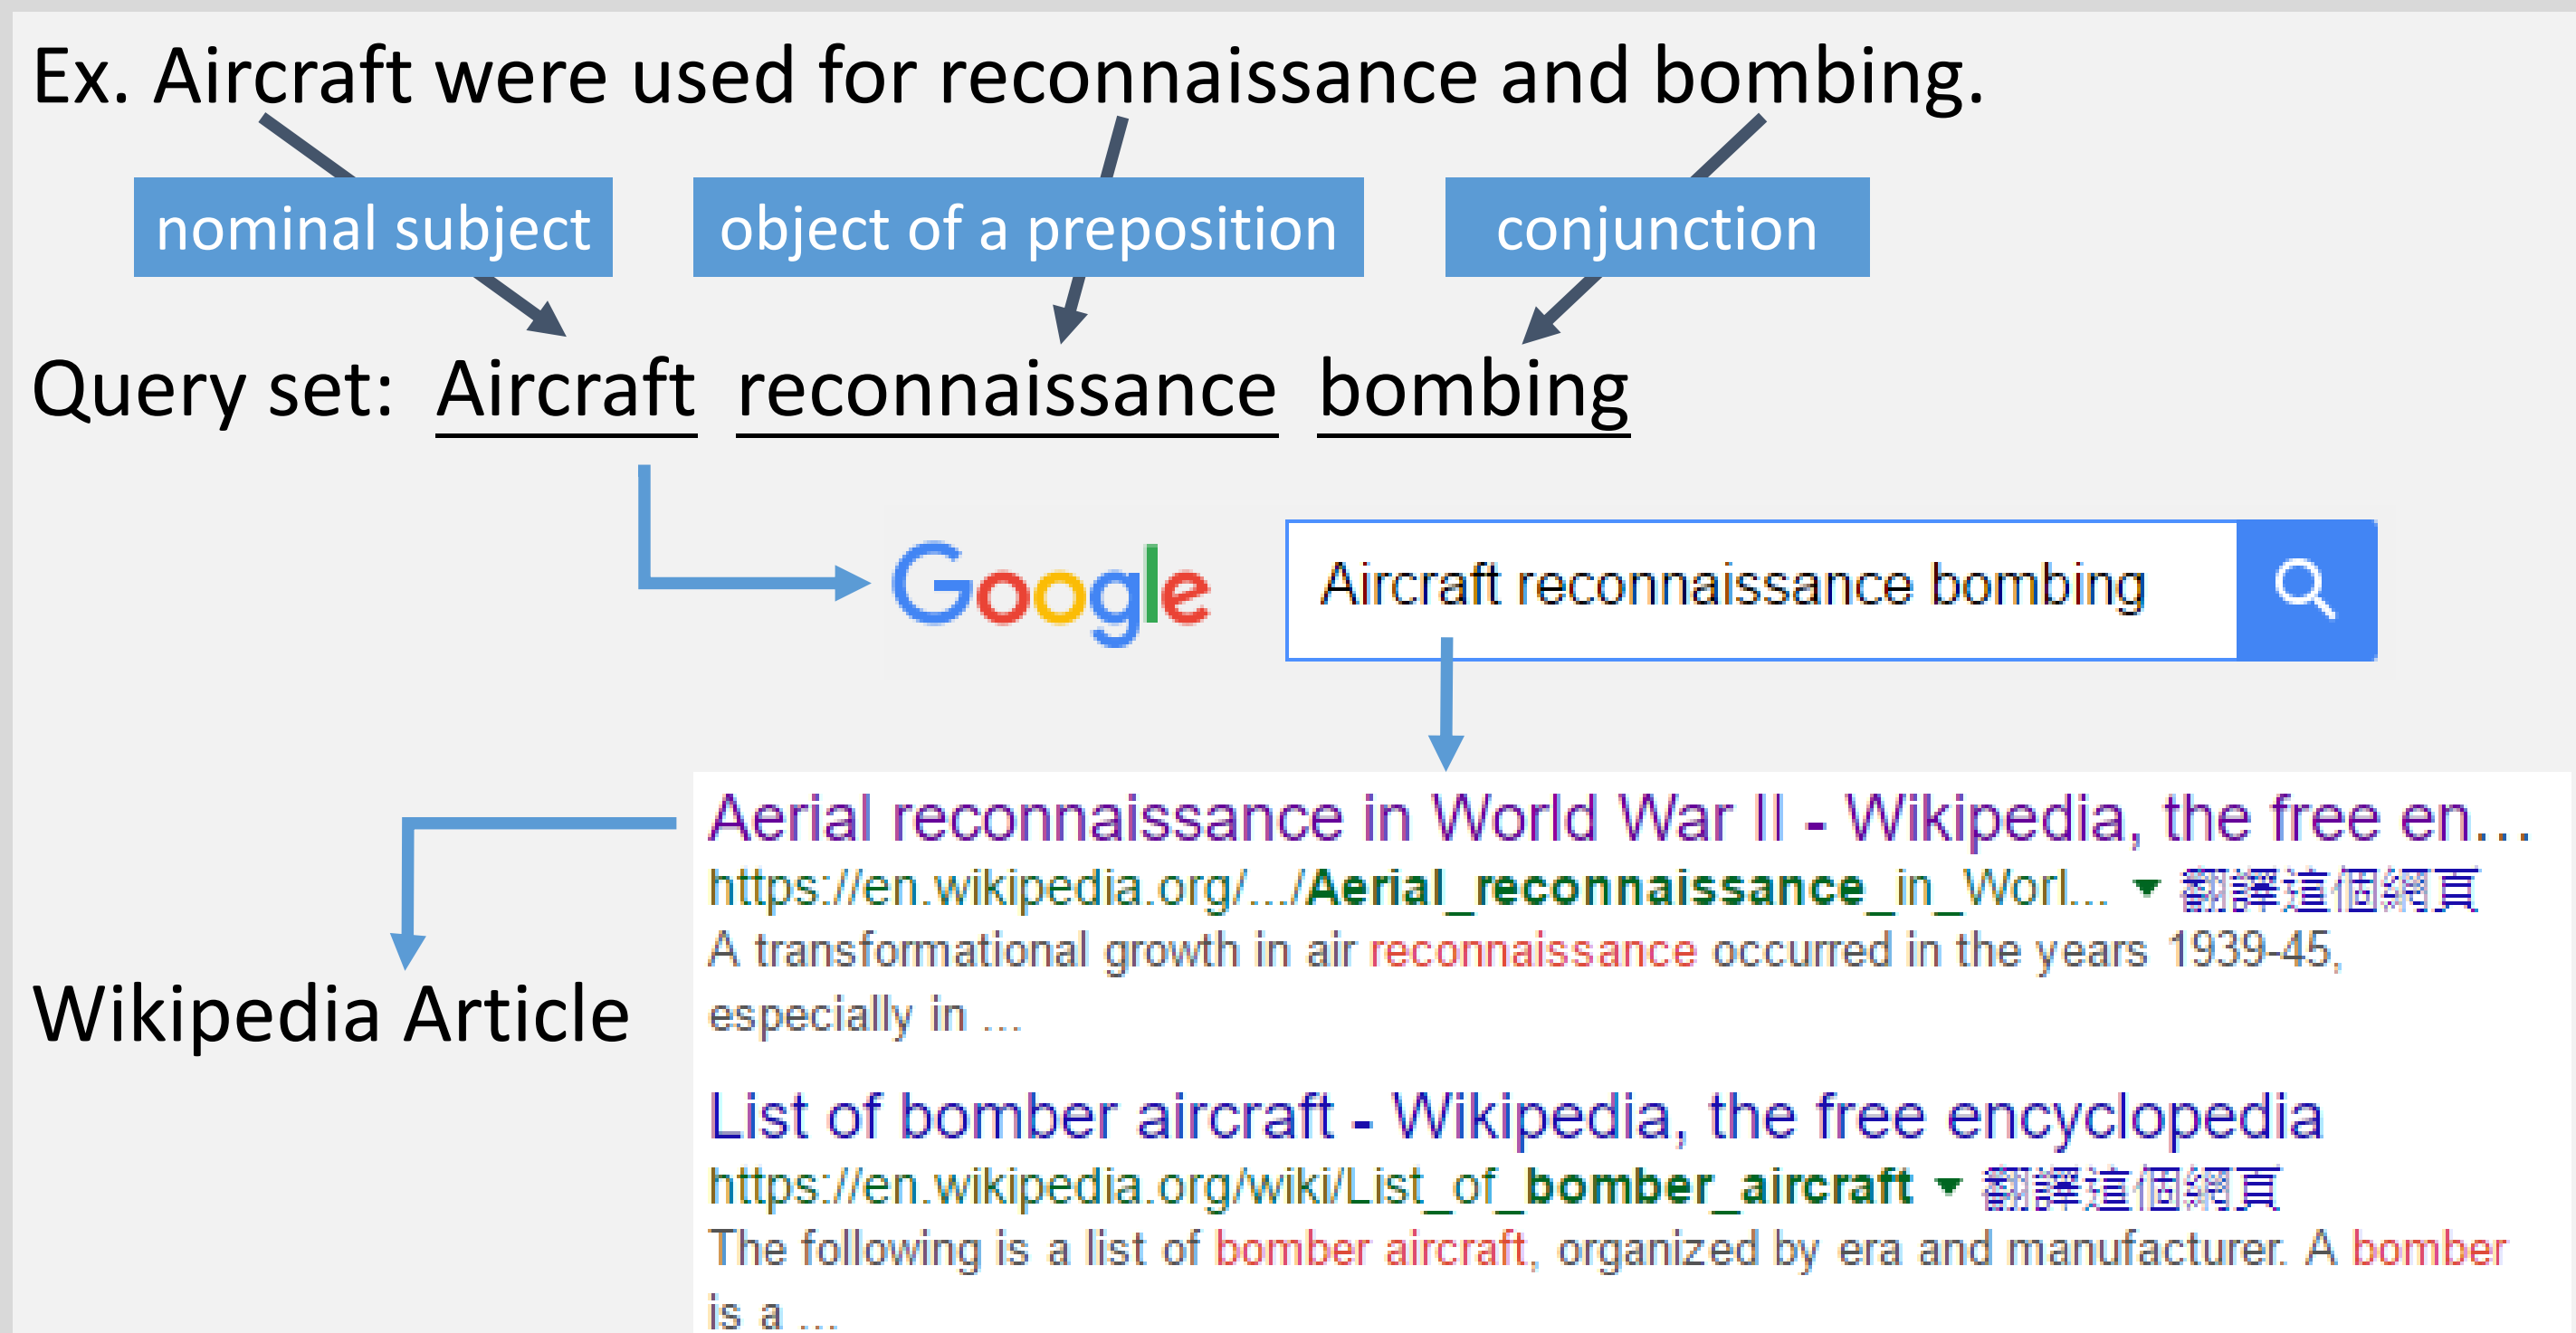 Ex. Aircraft were used for reconnaissance and bombing.
nominal subject
object of a preposition
conjunction
Query set: Aircraft reconnaissance bombing
Google
Aircraft reconnaissance bombing
Aerial reconnaissance in World War II - Wikipedia, the free en...
https://en.wikipedia.org/.../Aerial_reconnaissance_in_Worl... 翻譯這個網頁
A transformational growth in air reconnaissance occurred in the years 1939-45,
especially in ...
Wikipedia Article
List of bomber aircraft - Wikipedia, the free encyclopedia
https://en.wikipedia.org/wiki/List_of_bomber_aircraft 翻譯這個網頁
The following is a list of bomber aircraft, organized by era and manufacturer. A bomber
is a ...